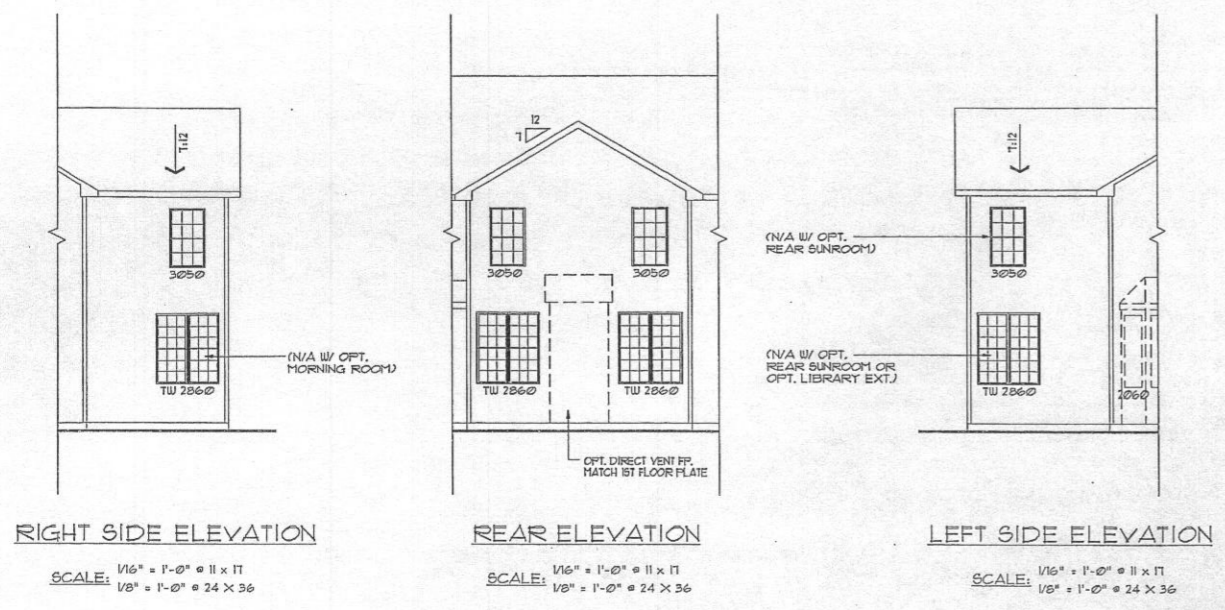 7:12
3050
(N/A W/ OPT.
MORNING ROOM)
TW 2860
RIGHT SIDE ELEVATION
SCALE: 1/16" = 1'-0" @ 11 x 17
1/8" = 1'-0" @ 24 X 36
12
7
3050 3050
TW 2860 TW 2860
OPT. DIRECT VENT FP.
MATCH 1ST FLOOR PLATE
REAR ELEVATION
SCALE: 1/16" = 1'-0" @ 11 x 17
1/8" = 1'-0" @ 24 X 36
7:12
(N/A W/ OPT.
REAR SUNROOM)
3050
(N/A W/ OPT.
REAR SUNROOM OR
OPT. LIBRARY EXT.)
TW 2860
2060
LEFT SIDE ELEVATION
SCALE: 1/16" = 1'-0" @ 11 x 17
1/8" = 1'-0" @ 24 X 36